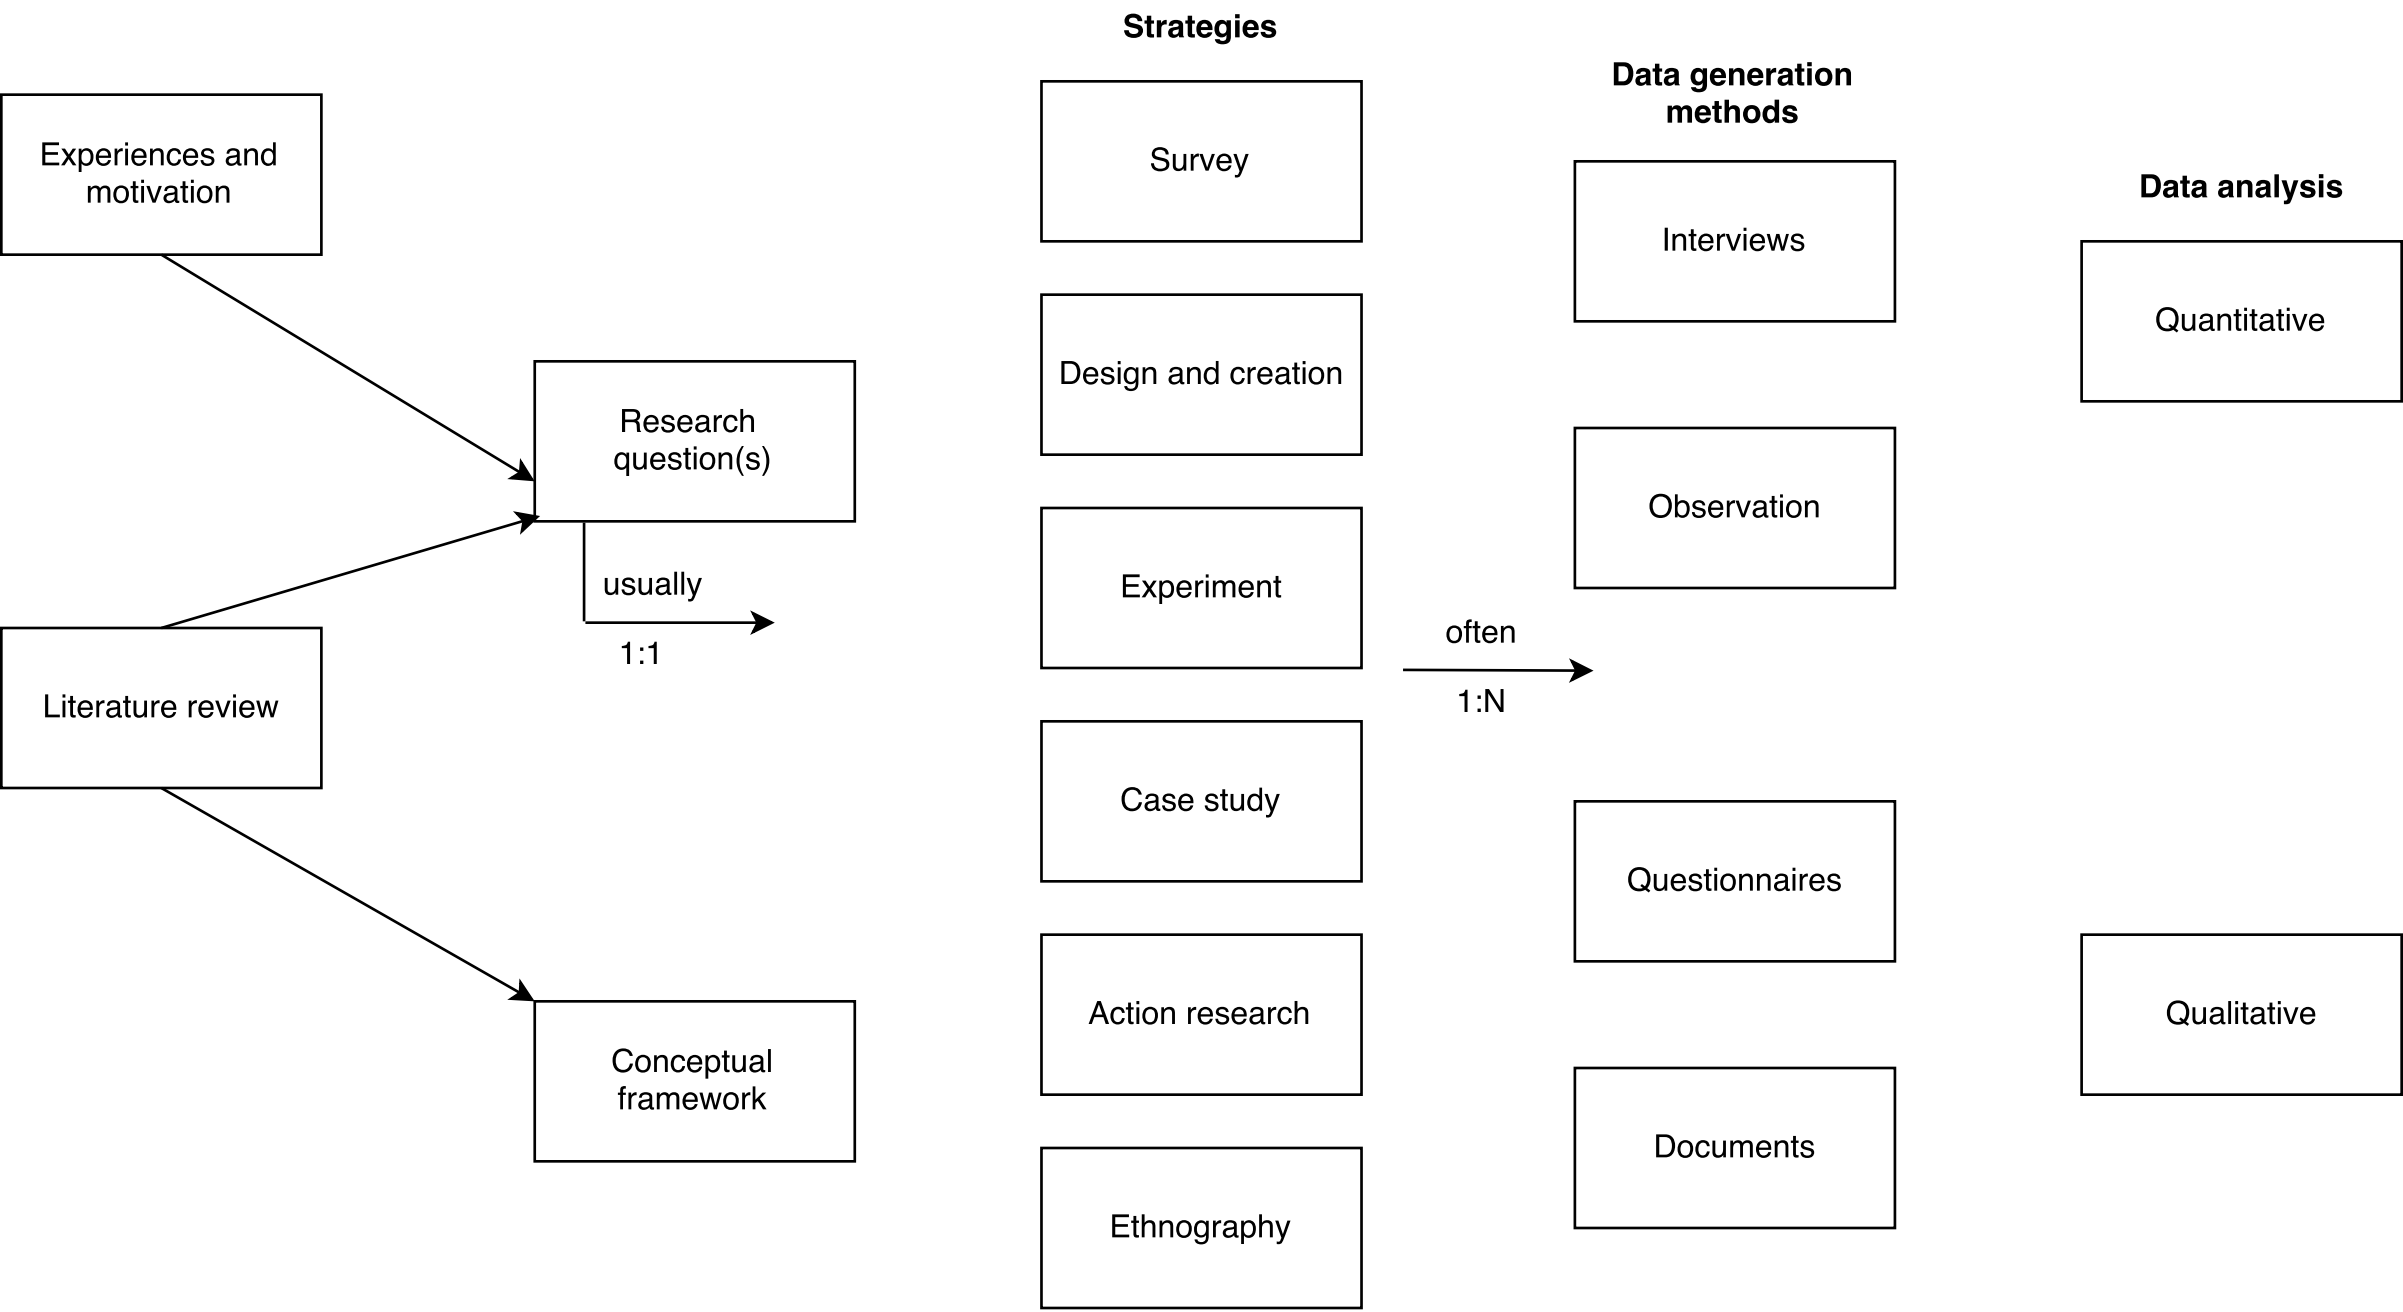 Experiences and
motivation
Literature review
Research
question(s)
usually
1:1
Conceptual
framework
Strategies
Survey
Design and creation
Experiment
Case study
Action research
Ethnography
often
1:N
Data generation
methods
Interviews
Observation
Questionnaires
Documents
Data analysis
Quantitative
Qualitative